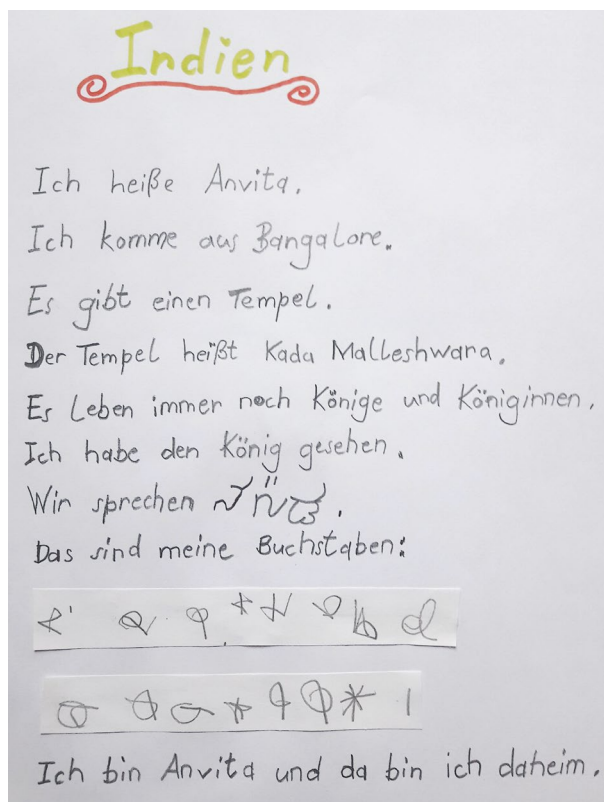 Indien
Ich heiße Anvita.
Ich komme aus Bangalore.
Es gibt einen Tempel.
Der Tempel heißt Kada Malleshwara.
Es Leben immer noch Könige und Königinnen.
Ich habe den König gesehen.
Wir sprechen
Das sind meine Buchstaben:
Ich bin Anvita und da bin ich daheim.